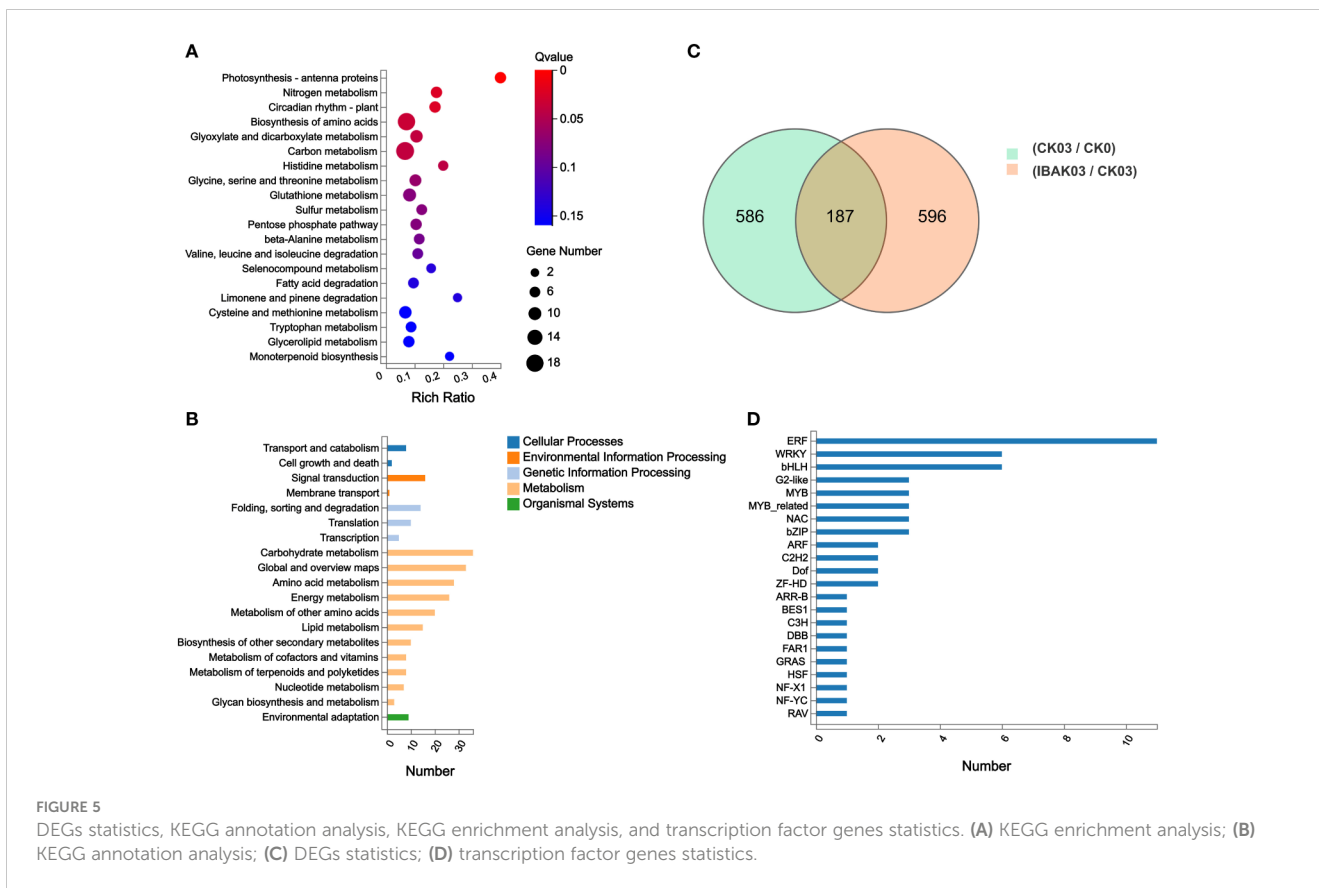 A
Qvalue
Photosynthesis - antenna proteins
Nitrogen metabolism
Circadian rhythm - plant
Biosynthesis of amino acids
Glyoxylate and dicarboxylate metabolism
Carbon metabolism
Histidine metabolism
Glycine, serine and threonine metabolism
Glutathione metabolism
Sulfur metabolism
Pentose phosphate pathway
beta-Alanine metabolism
Valine, leucine and isoleucine degradation
Selenocompound metabolism
Fatty acid degradation
Limonene and pinene degradation
Cysteine and methionine metabolism
Tryptophan metabolism
Glycerolipid metabolism
Monoterpenoid biosynthesis
0 0.1 0.2 0.3 0.4
Rich Ratio
0
0.05
0.1
0.15
Gene Number
2
6
10
14
18
C
586 187 596
(CK03 / CK0)
(IBAK03 / CK03)
B
Transport and catabolism
Cell growth and death
Signal transduction
Membrane transport
Folding, sorting and degradation
Translation
Transcription
Carbohydrate metabolism
Global and overview maps
Amino acid metabolism
Energy metabolism
Metabolism of other amino acids
Lipid metabolism
Biosynthesis of other secondary metabolites
Metabolism of cofactors and vitamins
Metabolism of terpenoids and polyketides
Nucleotide metabolism
Glycan biosynthesis and metabolism
Environmental adaptation
0 10 20 30
Number
Cellular Processes
Environmental Information Processing
Genetic Information Processing
Metabolism
Organismal Systems
D
ERF
WRKY
bHLH
G2-like
MYB
MYB_related
NAC
bZIP
ARF
C2H2
Dof
ZF-HD
ARR-B
BES1
C3H
DBB
FAR1
GRAS
HSF
NF-X1
NF-YC
RAV
0 2 4 6 8 10
Number
FIGURE 5
DEGs statistics, KEGG annotation analysis, KEGG enrichment analysis, and transcription factor genes statistics. (A) KEGG enrichment analysis; (B)
KEGG annotation analysis; (C) DEGs statistics; (D) transcription factor genes statistics.